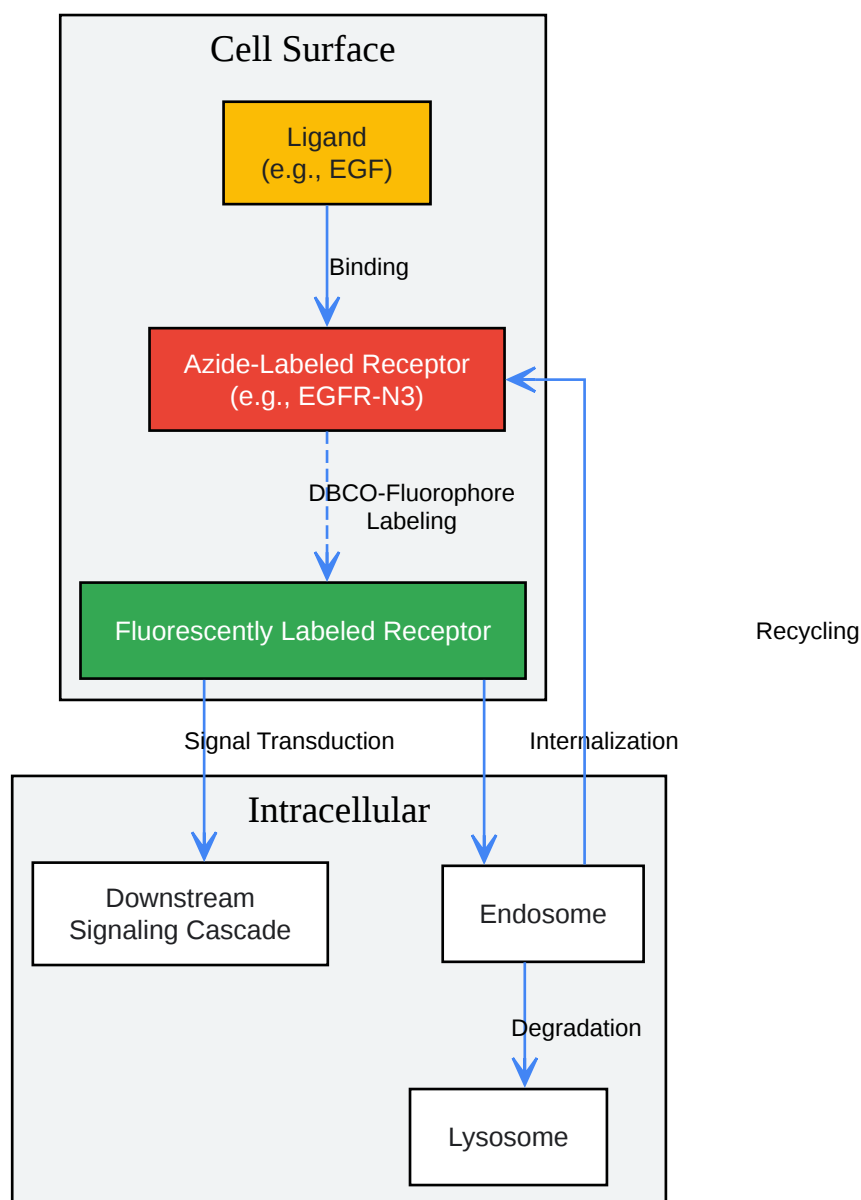 Cell Surface
Ligand
(e.g., EGF)
Binding
Azide-Labeled Receptor
(e.g., EGFR-N3)
DBCO-Fluorophore
Labeling
Fluorescently Labeled Receptor
Recycling
Signal Transduction
Internalization
Intracellular
Downstream
Signaling Cascade
Endosome
Degradation
Lysosome